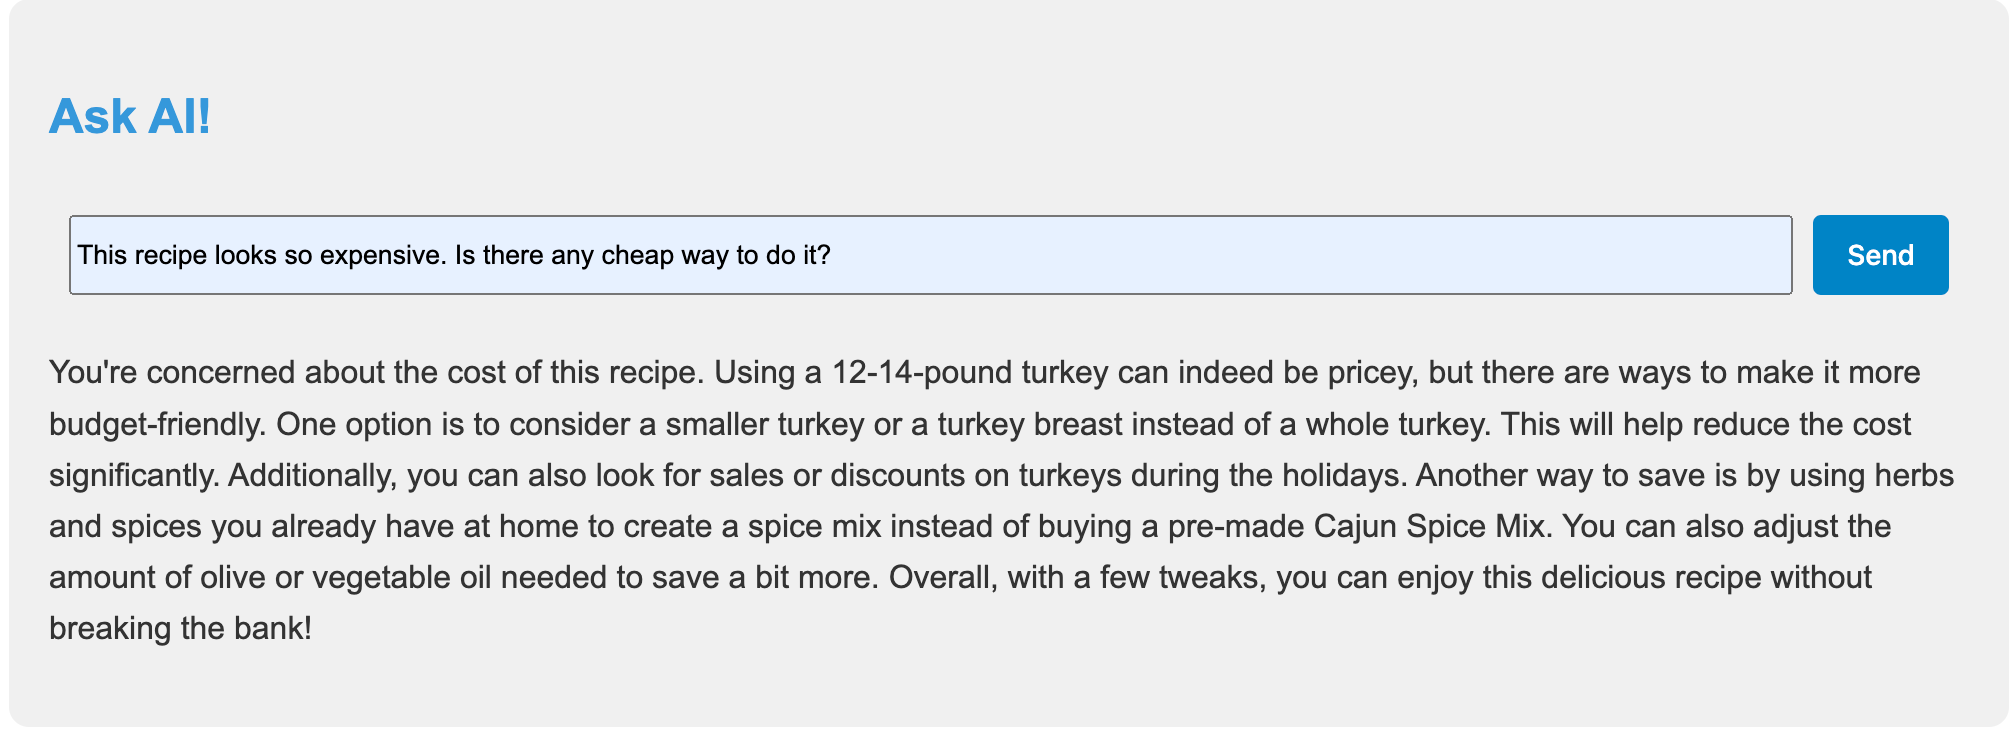 Ask AI!
This recipe looks so expensive. Is there any cheap way to do it?
Send
You're concerned about the cost of this recipe. Using a 12-14-pound turkey can indeed be pricey, but there are ways to make it more
budget-friendly. One option is to consider a smaller turkey or a turkey breast instead of a whole turkey. This will help reduce the cost
significantly. Additionally, you can also look for sales or discounts on turkeys during the holidays. Another way to save is by using herbs
and spices you already have at home to create a spice mix instead of buying a pre-made Cajun Spice Mix. You can also adjust the
amount of olive or vegetable oil needed to save a bit more. Overall, with a few tweaks, you can enjoy this delicious recipe without
breaking the bank!